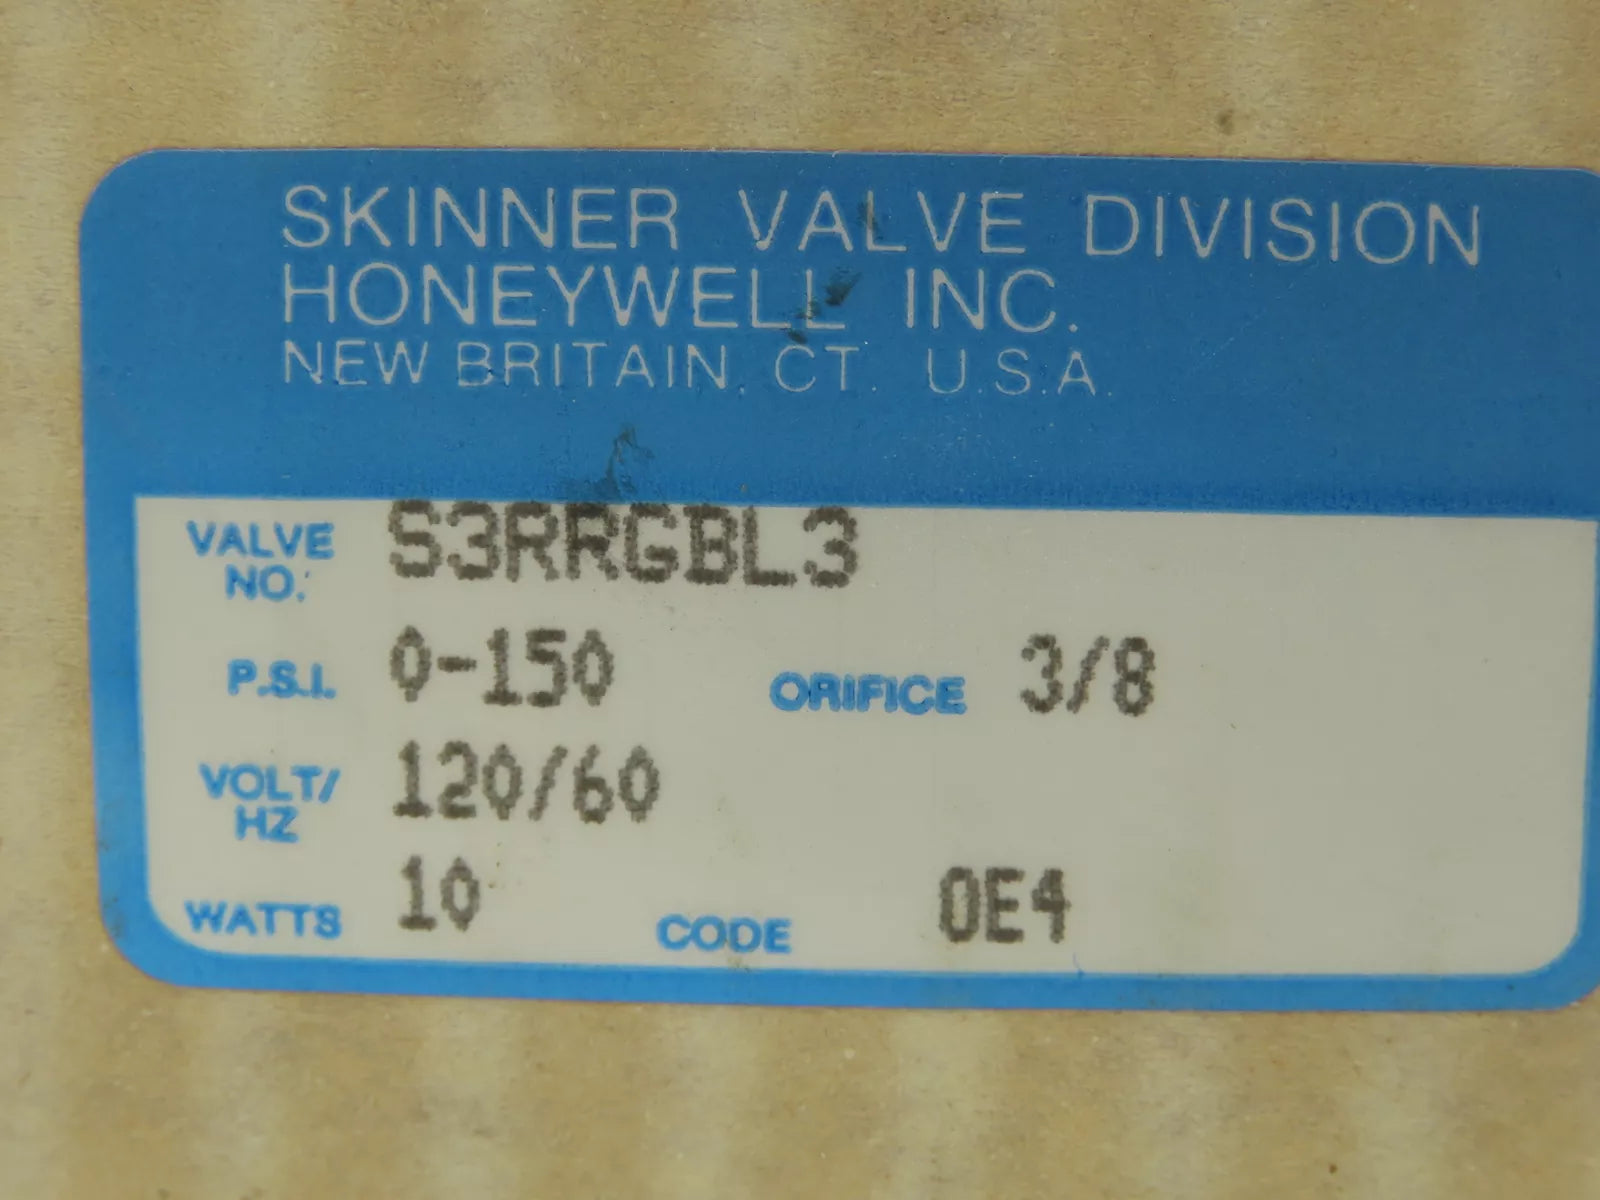 SKINNER VALVE DIVISION
HONEYWELL INC.
NEW BRITAIN, CT. U.S.A.
VALVE NO.: S3RRGBL3
P.S.I. 0-150 ORIFICE 3/8
VOLT/HZ 120/60
WATTS 10 CODE 0E4